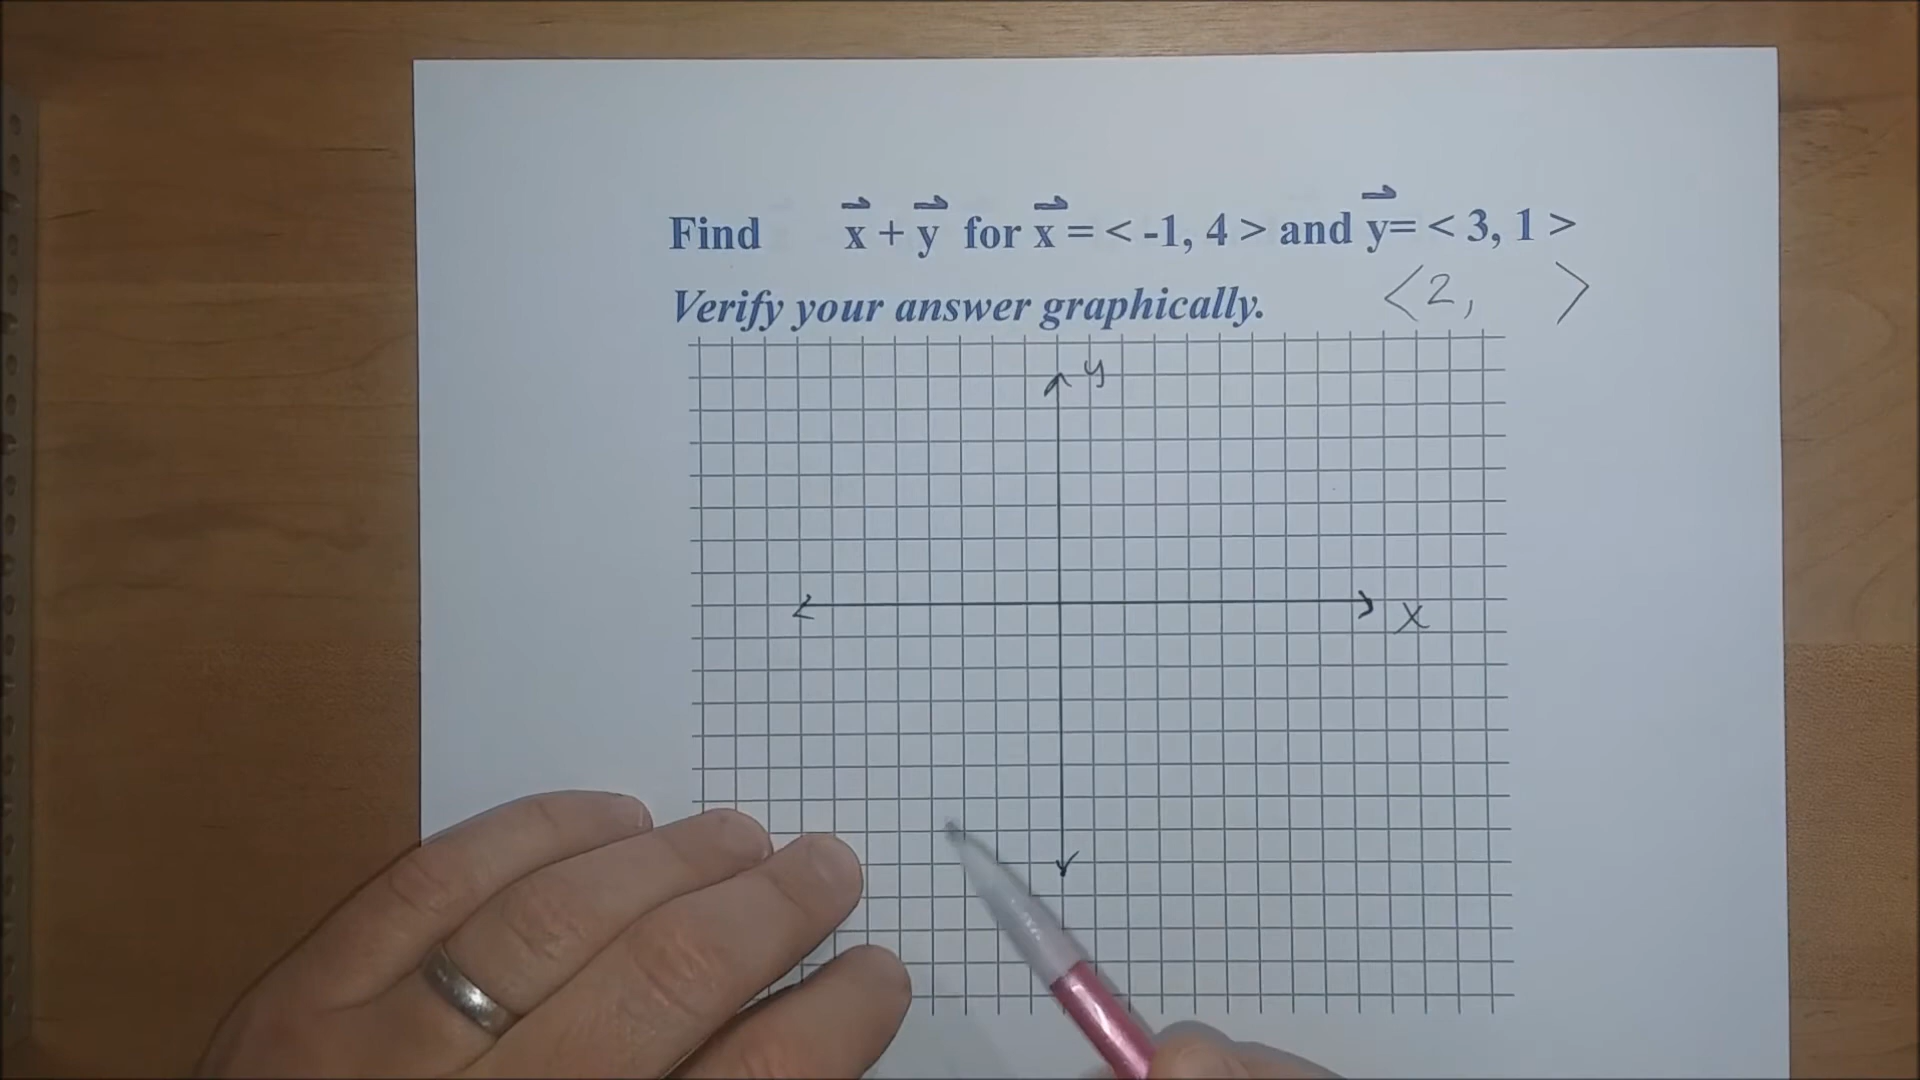 Find x + y for x = < -1, 4 > and y= < 3, 1 >
Verify your answer graphically.
<2, >
y
x